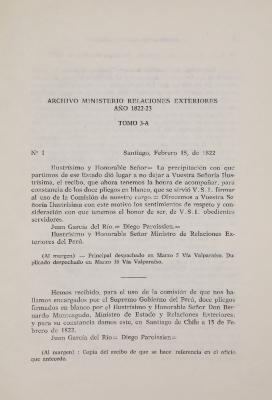 ARCHIVO MINISTERIO RELACIONES EXTERIORES
AÑO 1822-23
TOMO 3-A
Nº 1 Santiago, Febrero 15, de 1822
Ilustrísimo y Honorable Señor= La precipitación con que
partimos de ese Estado dió lugar a no dejar a Vuestra Señoría Ilus-
trísima, el recibo, que ahora tenemos la honra de acompañar, para
constancia de los doce pliegos en blanco, que se sirvió V. S. I. firmar
al uso de la Comisión de nuestro cargo.= Ofrecemos a Vuestra Se-
ñoría Ilustrísima con este motivo los sentimientos de respeto y con-
sideración con que tenemos el honor de ser, de V. S. I. obedientes
servidores.
Juan García del Río= Diego Paroissien=
Ilustrísimo y Honorable Señor Ministro de Relaciones Ex-
teriores del Perú.
(Al margen) — Principal despachado en Marzo 5 Vía Valparaíso. Du-
plicado despachado en Marzo 16 Vía Valparaíso.
Hemos recibido, para el uso de la comisión de que nos ha-
llamos encargados por el Supremo Gobierno del Perú, doce pliegos
firmados en blanco por el Ilustrísimo y Honorable Señor Don Ber-
nardo Monteagudo, Ministro de Estado y Relaciones Exteriores;
y para su constancia damos este, en Santiago de Chile a 15 de Fe-
brero de 1822.
Juan García del Río= Diego Paroissien=
(Al margen) : Copia del recibo de que se hace referencia en el oficio
que antecede.